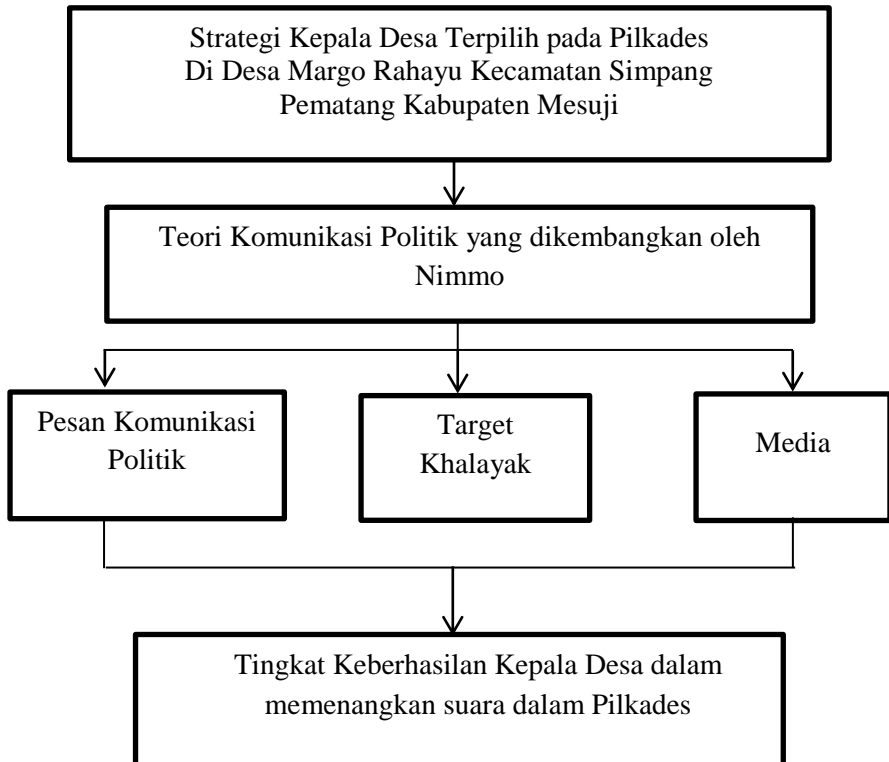 Strategi Kepala Desa Terpilih pada Pilkades
Di Desa Margo Rahayu Kecamatan Simpang
Pematang Kabupaten Mesuji
Teori Komunikasi Politik yang dikembangkan oleh
Nimmo
Pesan Komunikasi
Politik
Target
Khalayak
Media
Tingkat Keberhasilan Kepala Desa dalam
memenangkan suara dalam Pilkades